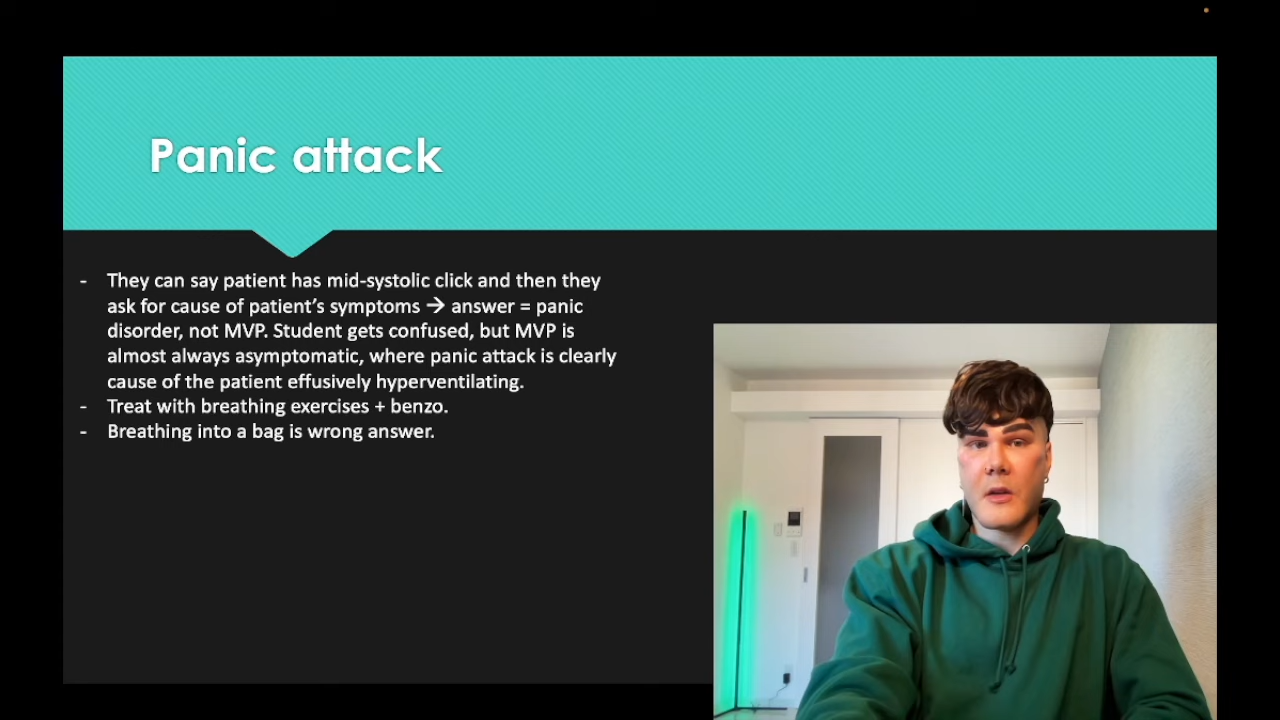 Panic attack
- They can say patient has mid-systolic click and then they
ask for cause of patient's symptoms → answer = panic
disorder, not MVP. Student gets confused, but MVP is
almost always asymptomatic, where panic attack is clearly
cause of the patient effusively hyperventilating.
- Treat with breathing exercises + benzo.
- Breathing into a bag is wrong answer.